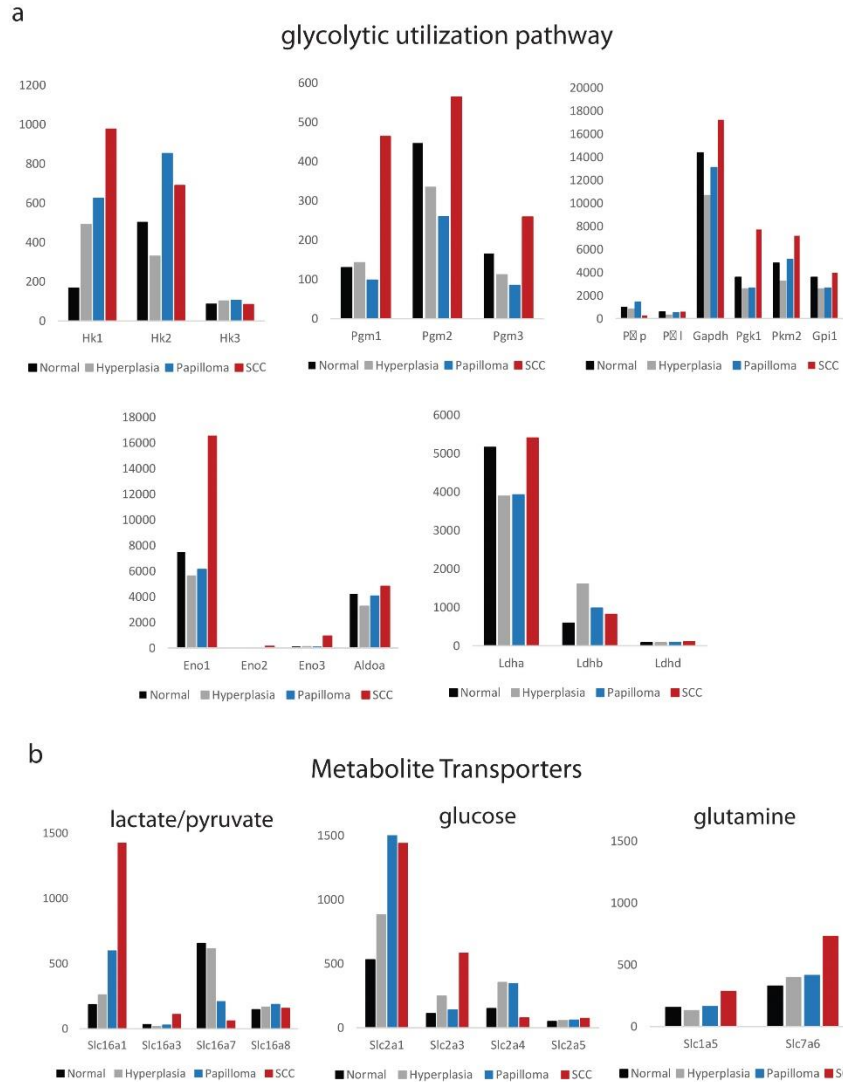 a
glycolytic utilization pathway
1200
1000
800
600
400
200
0
Hk1 Hk2 Hk3
Normal Hyperplasia Papilloma SCC
600
500
400
300
200
100
0
Pgm1 Pgm2 Pgm3
Normal Hyperplasia Papilloma SCC
20000
18000
16000
14000
12000
10000
8000
6000
4000
2000
0
P p P l Gapdh Pgk1 Pkm2 Gpi1
Normal Hyperplasia Papilloma SCC
18000
16000
14000
12000
10000
8000
6000
4000
2000
0
Eno1 Eno2 Eno3 Aldoa
Normal Hyperplasia Papilloma SCC
6000
5000
4000
3000
2000
1000
0
Ldha Ldhb Ldhd
Normal Hyperplasia Papilloma SCC
b
Metabolite Transporters
lactate/pyruvate
1500
1000
500
0
Slc16a1 Slc16a3 Slc16a7 Slc16a8
Normal Hyperplasia Papilloma SCC
glucose
1500
1000
500
0
Slc2a1 Slc2a3 Slc2a4 Slc2a5
Normal Hyperplasia Papilloma SCC
glutamine
1500
1000
500
0
Slc1a5 Slc7a6
Normal Hyperplasia Papilloma